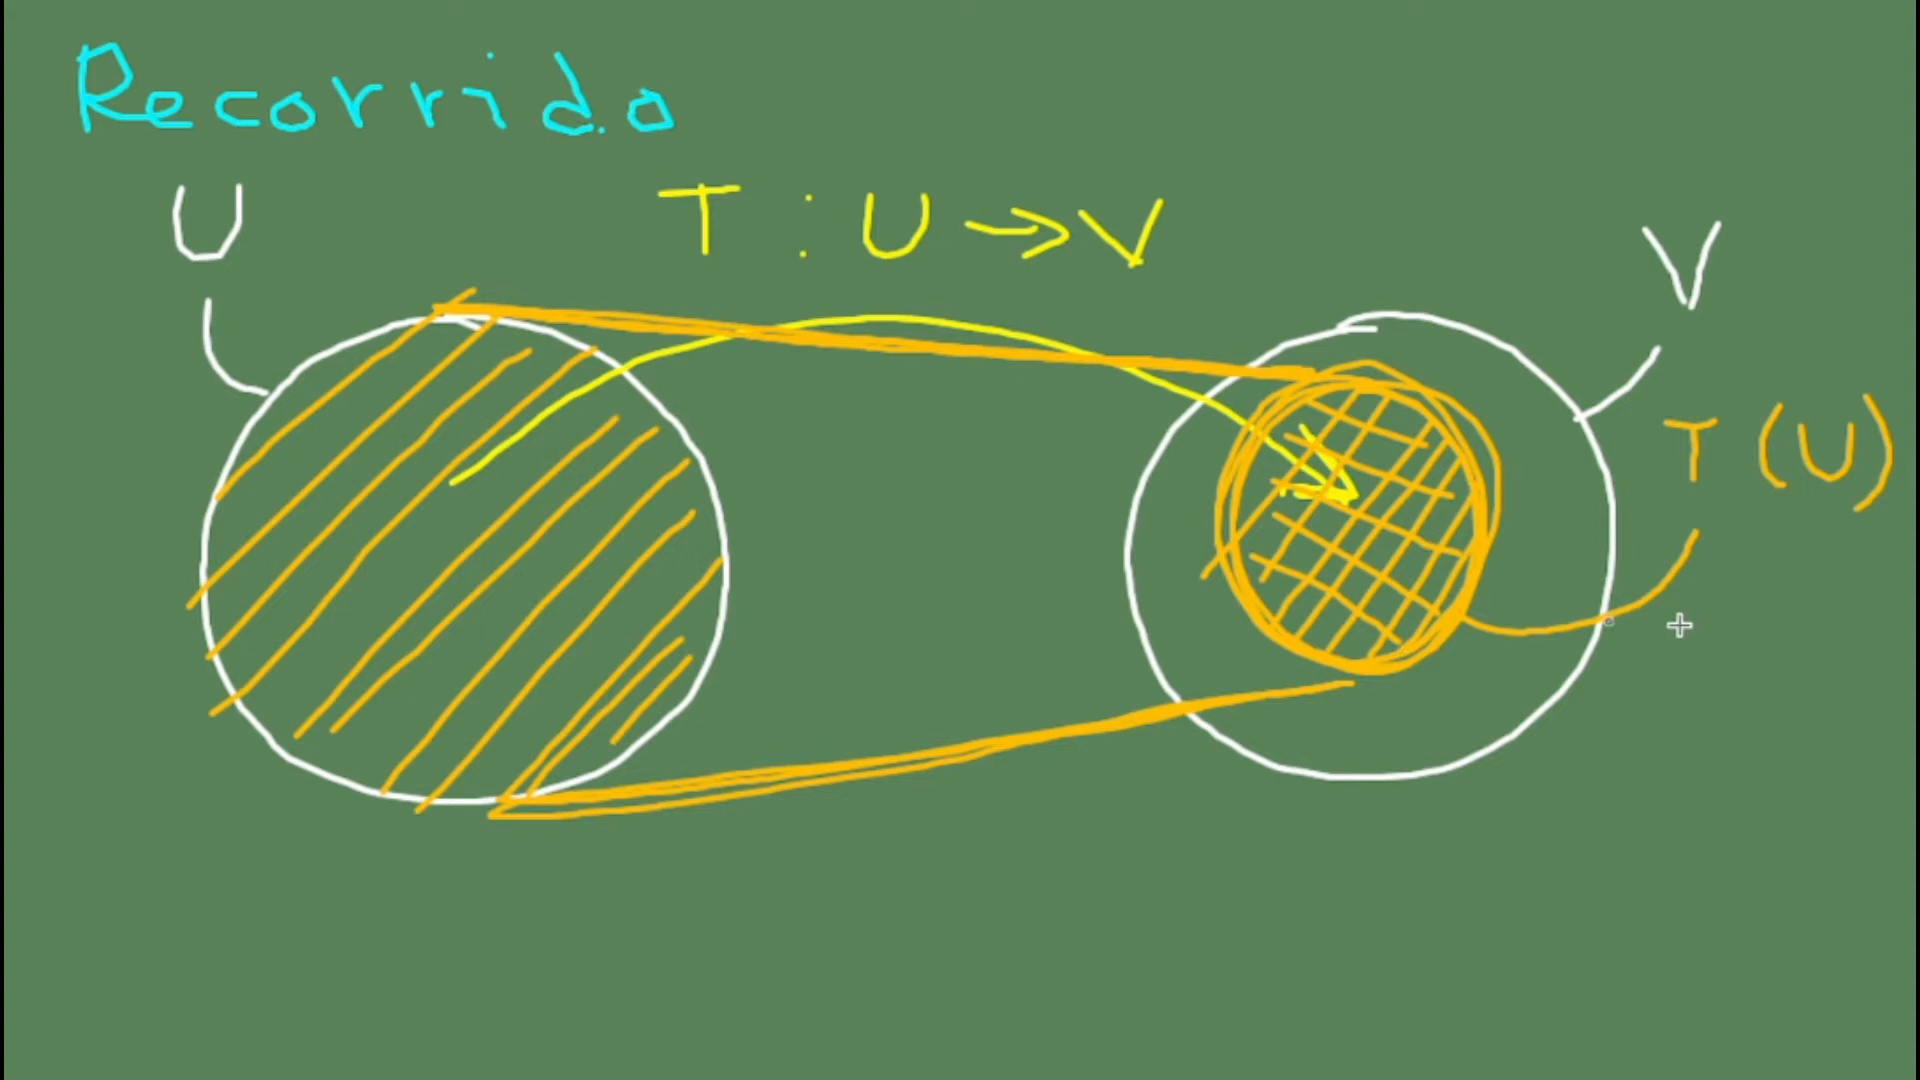 Recorrido
U
T : U → V
V
T (U)